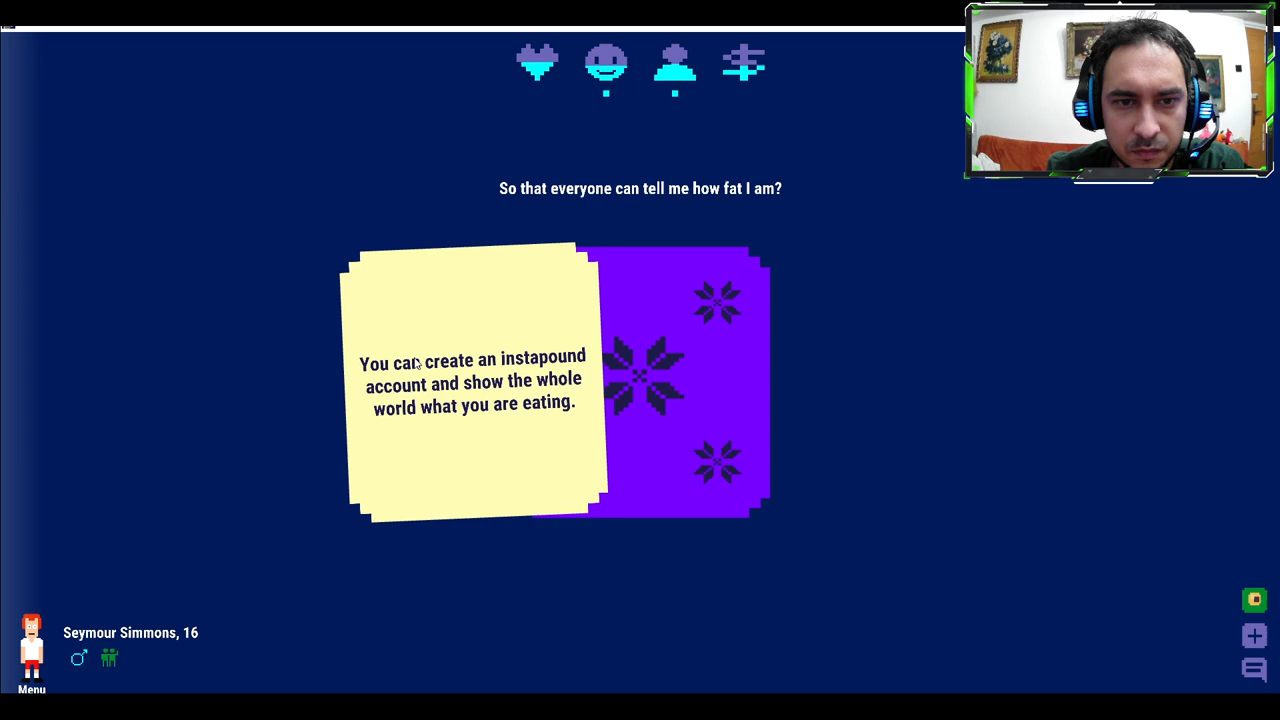 So that everyone can tell me how fat I am?
You can create an instapound
account and show the whole
world what you are eating.
Seymour Simmons, 16
Menu